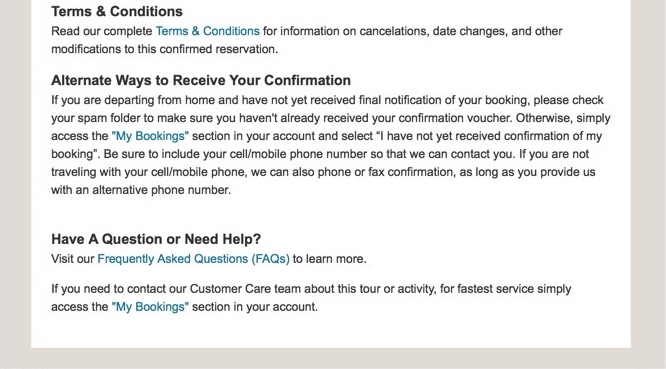 Terms & Conditions
Read our complete Terms & Conditions for information on cancelations, date changes, and other
modifications to this confirmed reservation.
Alternate Ways to Receive Your Confirmation
If you are departing from home and have not yet received final notification of your booking, please check
your spam folder to make sure you haven't already received your confirmation voucher. Otherwise, simply
access the "My Bookings" section in your account and select “I have not yet received confirmation of my
booking”. Be sure to include your cell/mobile phone number so that we can contact you. If you are not
traveling with your cell/mobile phone, we can also phone or fax confirmation, as long as you provide us
with an alternative phone number.
Have A Question or Need Help?
Visit our Frequently Asked Questions (FAQs) to learn more.
If you need to contact our Customer Care team about this tour or activity, for fastest service simply
access the "My Bookings" section in your account.